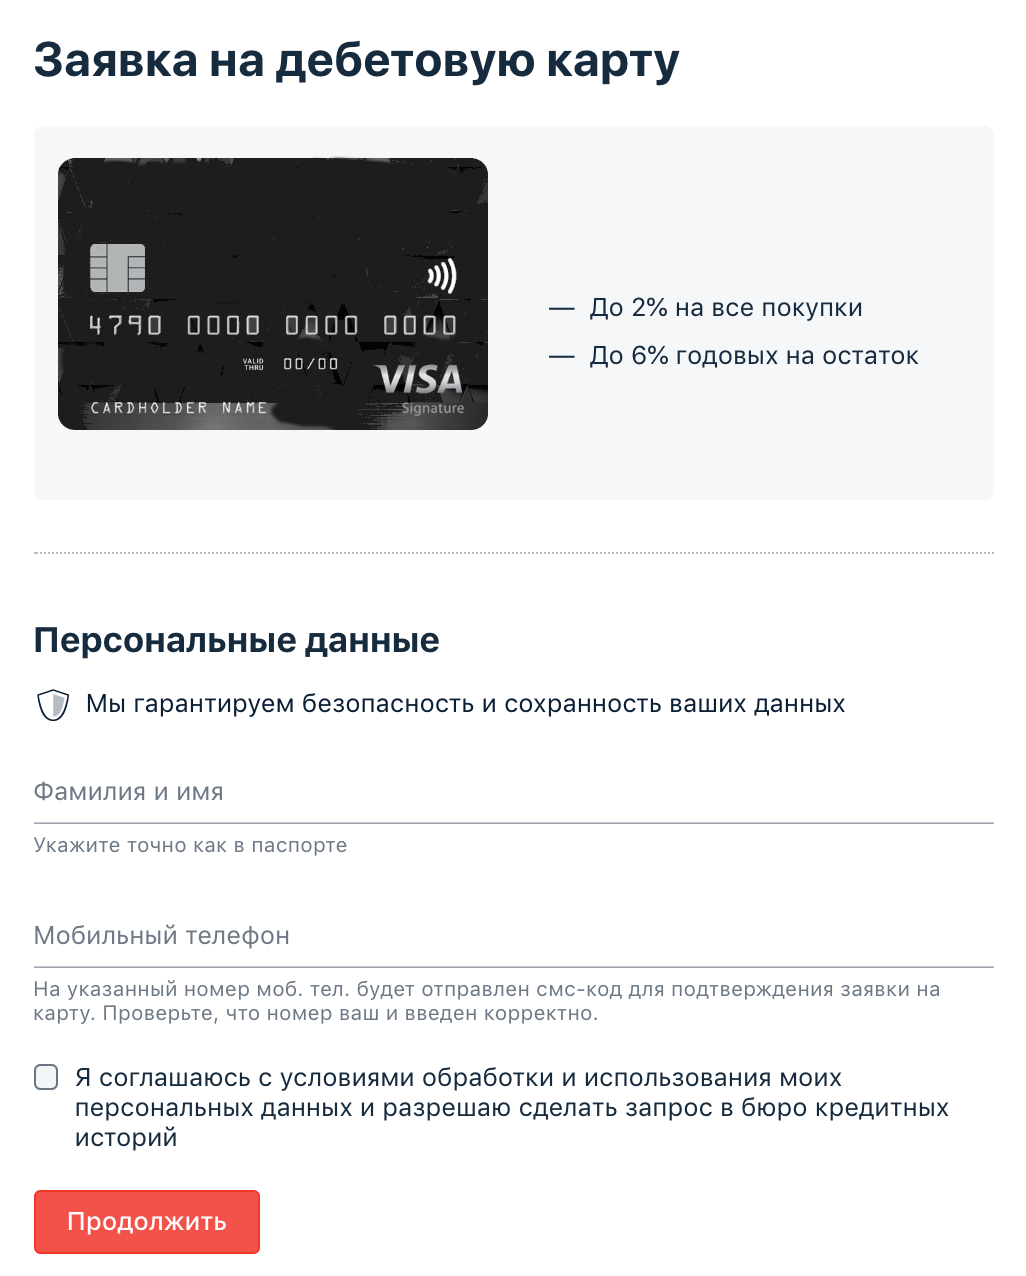 Заявка на дебетовую карту
4790 0000 0000 0000
VALID
THRU
00/00
VISA
Signature
CARDHOLDER NAME
— До 2% на все покупки
— До 6% годовых на остаток
Персональные данные
Мы гарантируем безопасность и сохранность ваших данных
Фамилия и имя
Укажите точно как в паспорте
Мобильный телефон
На указанный номер моб. тел. будет отправлен смс-код для подтверждения заявки на
карту. Проверьте, что номер ваш и введен корректно.
Я соглашаюсь с условиями обработки и использования моих
персональных данных и разрешаю сделать запрос в бюро кредитных
историй
Продолжить